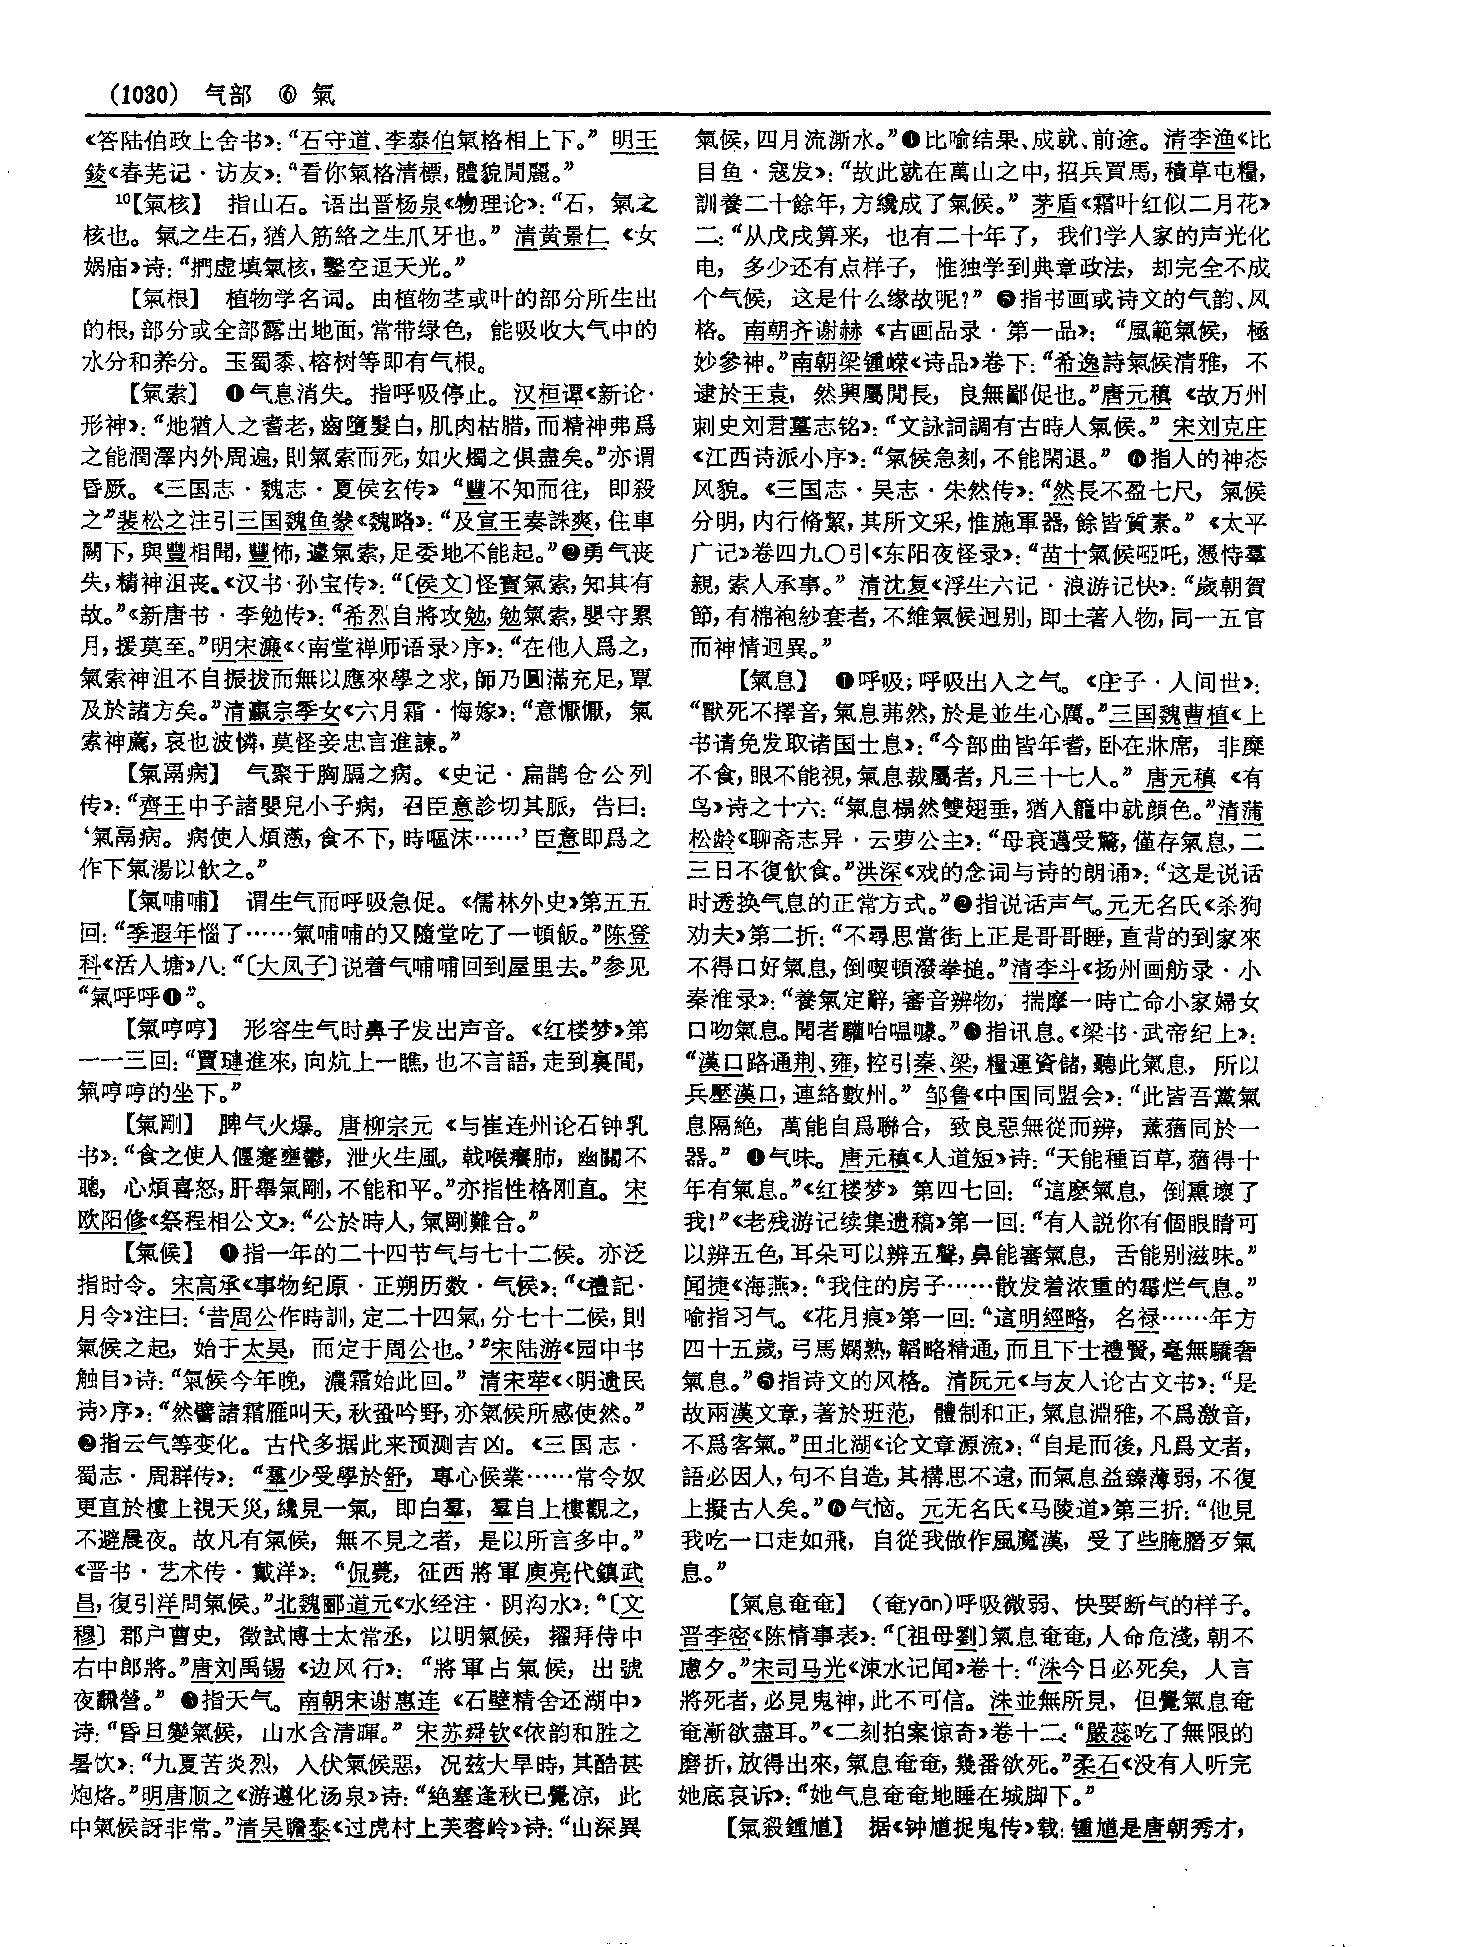 (1030) 气部 ⑥ 氣
《答陆伯政上舍书》：“石守道、李泰伯氣格相上下。”明王
錂《春芜记·访友》：“看你氣格清標，體貌閒麗。”
¹⁰【氣核】 指山石。语出晋杨泉《物理论》：“石，氣之
核也。氣之生石，猶人筋絡之生爪牙也。”清黄景仁《女
娲庙》诗：“捫虚填氣核，鑿空逗天光。”
【氣根】 植物学名词。由植物茎或叶的部分所生出
的根，部分或全部露出地面，常带绿色，能吸收大气中的
水分和养分。玉蜀黍、榕树等即有气根。
【氣索】 ❶气息消失。指呼吸停止。汉桓谭《新论·
形神》：“灺猶人之耆老，齒墮髮白，肌肉枯腊，而精神弗爲
之能潤澤内外周遍，則氣索而死，如火燭之俱盡矣。”亦谓
昏厥。《三国志·魏志·夏侯玄传》“豐不知而往，即殺
之”裴松之注引三国魏鱼豢《魏略》：“及宣王奏誅爽，住車
闕下，與豐相聞，豐怖，遽氣索，足委地不能起。”❷勇气丧
失，精神沮丧。《汉书·孙宝传》：“〔侯文〕怪寶氣索，知其有
故。”《新唐书·李勉传》：“希烈自將攻勉，勉氣索，嬰守累
月，援莫至。”明宋濂《〈南堂禅师语录〉序》：“在他人爲之，
氣索神沮不自振拔而無以應來學之求，師乃圓滿充足，覃
及於諸方矣。”清嬴宗季女《六月霜·悔嫁》：“意懨懨，氣
索神薦，哀也波憐，莫怪妾忠言進諫。”
【氣鬲病】 气聚于胸膈之病。《史记·扁鹊仓公列
传》：“齊王中子諸嬰兒小子病，召臣意診切其脈，告曰：
‘氣鬲病。病使人煩懣，食不下，時嘔沫……’臣意即爲之
作下氣湯以飲之。”
【氣哺哺】 谓生气而呼吸急促。《儒林外史》第五五
回：“季遐年惱了……氣哺哺的又隨堂吃了一頓飯。”陈登
科《活人塘》八：“〔大凤子〕说着气哺哺回到屋里去。”参见
“氣呼呼❶”。
【氣哼哼】 形容生气时鼻子发出声音。《红楼梦》第
一一三回：“賈璉進來，向炕上一瞧，也不言語，走到裏間，
氣哼哼的坐下。”
【氣剛】 脾气火爆。唐柳宗元《与崔连州论石钟乳
书》：“食之使人偃蹇壅鬱，泄火生風，戟喉癢肺，幽關不
聰，心煩喜怒，肝舉氣剛，不能和平。”亦指性格刚直。宋
欧阳修《祭程相公文》：“公於時人，氣剛難合。”
【氣候】 ❶指一年的二十四节气与七十二候。亦泛
指时令。宋高承《事物纪原·正朔历数·气候》：“《禮記·
月令》注曰：‘昔周公作時訓，定二十四氣，分七十二候，則
氣候之起，始于太昊，而定于周公也。’”宋陆游《园中书
触目》诗：“氣候今年晚，濃霜始此回。”清宋荦《〈明遗民
诗〉序》：“然譬諸霜雁叫天，秋蛩吟野，亦氣候所感使然。”
❷指云气等变化。古代多据此来预测吉凶。《三国志·
蜀志·周群传》：“羣少受學於舒，專心候業……常令奴
更直於樓上視天災，纔見一氣，即白羣，羣自上樓觀之，
不避晨夜。故凡有氣候，無不見之者，是以所言多中。”
《晋书·艺术传·戴洋》：“侃薨，征西將軍庾亮代鎮武
昌，復引洋問氣候。”北魏郦道元《水经注·阴沟水》：“〔文
穆〕郡户曹史，徵試博士太常丞，以明氣候，擢拜侍中
右中郎將。”唐刘禹锡《边风行》：“將軍占氣候，出號
夜飜營。”❸指天气。南朝宋谢惠连《石壁精舍还湖中》
诗：“昏旦變氣候，山水含清暉。”宋苏舜钦《依韵和胜之
暑饮》：“九夏苦炎烈，入伏氣候惡，况兹大旱時，其酷甚
炮烙。”明唐顺之《游遵化汤泉》诗：“絶塞逢秋已覺凉，此
中氣候訝非常。”清吴瞻泰《过虎村上芙蓉岭》诗：“山深異
氣候，四月流澌水。”❹比喻结果、成就、前途。清李渔《比
目鱼·寇发》：“故此就在萬山之中，招兵買馬，積草屯糧，
訓養二十餘年，方纔成了氣候。”茅盾《霜叶红似二月花》
二：“从戊戌算来，也有二十年了，我们学人家的声光化
电，多少还有点样子，惟独学到典章政法，却完全不成
个气候，这是什么缘故呢？”❺指书画或诗文的气韵、风
格。南朝齐谢赫《古画品录·第一品》：“風範氣候，極
妙參神。”南朝梁锺嵘《诗品》卷下：“希逸詩氣候清雅，不
逮於王袁，然興屬閒長，良無鄙促也。”唐元稹《故万州
刺史刘君墓志铭》：“文詠詞調有古時人氣候。”宋刘克庄
《江西诗派小序》：“氣候急刻，不能閑退。”❻指人的神态
风貌。《三国志·吴志·朱然传》：“然長不盈七尺，氣候
分明，内行脩絜，其所文采，惟施軍器，餘皆質素。”《太平
广记》卷四九〇引《东阳夜怪录》：“苗十氣候啞吒，憑恃羣
親，索人承事。”清沈复《浮生六记·浪游记快》：“歲朝賀
節，有棉袍紗套者，不維氣候迥别，即土著人物，同一五官
而神情迥異。”
【氣息】 ❶呼吸；呼吸出入之气。《庄子·人间世》：
“獸死不擇音，氣息茀然，於是並生心厲。”三国魏曹植《上
书请免发取诸国士息》：“今部曲皆年耆，卧在牀席，非糜
不食，眼不能視，氣息裁屬者，凡三十七人。”唐元稹《有
鸟》诗之十六：“氣息榻然雙翅垂，猶入籠中就顔色。”清蒲
松龄《聊斋志异·云萝公主》：“母衰邁受驚，僅存氣息，二
三日不復飲食。”洪深《戏的念词与诗的朗诵》：“这是说话
时透换气息的正常方式。”❷指说话声气。元无名氏《杀狗
劝夫》第二折：“不尋思當街上正是哥哥睡，直背的到家來
不得口好氣息，倒喫頓潑拳搥。”清李斗《扬州画舫录·小
秦淮录》：“養氣定辭，審音辨物，揣摩一時亡命小家婦女
口吻氣息。聞者驩咍嗢噱。”❸指讯息。《梁书·武帝纪上》：
“漢口路通荆、雍，控引秦、梁，糧運資儲，聽此氣息，所以
兵壓漢口，連絡數州。”邹鲁《中国同盟会》：“此皆吾黨氣
息隔絶，萬能自爲聯合，致良惡無從而辨，薰蕕同於一
器。”❹气味。唐元稹《人道短》诗：“天能種百草，蕕得十
年有氣息。”《红楼梦》第四七回：“這麽氣息，倒熏壞了
我！”《老残游记续集遗稿》第一回：“有人説你有個眼睛可
以辨五色，耳朵可以辨五聲，鼻能審氣息，舌能别滋味。”
闻捷《海燕》：“我住的房子……散发着浓重的霉烂气息。”
喻指习气。《花月痕》第一回：“這明經略，名禄……年方
四十五歲，弓馬嫻熟，韜略精通，而且下士禮賢，毫無驕奢
氣息。”❺指诗文的风格。清阮元《与友人论古文书》：“是
故兩漢文章，著於班范，體制和正，氣息淵雅，不爲激音，
不爲客氣。”田北湖《论文章源流》：“自是而後，凡爲文者，
語必因人，句不自造，其構思不遠，而氣息益臻薄弱，不復
上擬古人矣。”❻气恼。元无名氏《马陵道》第三折：“他見
我吃一口走如飛，自從我做作風魔漢，受了些腌臢歹氣
息。”
【氣息奄奄】 （奄yān）呼吸微弱、快要断气的样子。
晋李密《陈情事表》：“〔祖母劉〕氣息奄奄，人命危淺，朝不
慮夕。”宋司马光《涑水记闻》卷十：“洙今日必死矣，人言
將死者，必見鬼神，此不可信。洙並無所見，但覺氣息奄
奄漸欲盡耳。”《二刻拍案惊奇》卷十二：“嚴蕊吃了無限的
磨折，放得出來，氣息奄奄，幾番欲死。”柔石《没有人听完
她底哀诉》：“她气息奄奄地睡在城脚下。”
【氣殺鍾馗】 据《钟馗捉鬼传》载：锺馗是唐朝秀才，